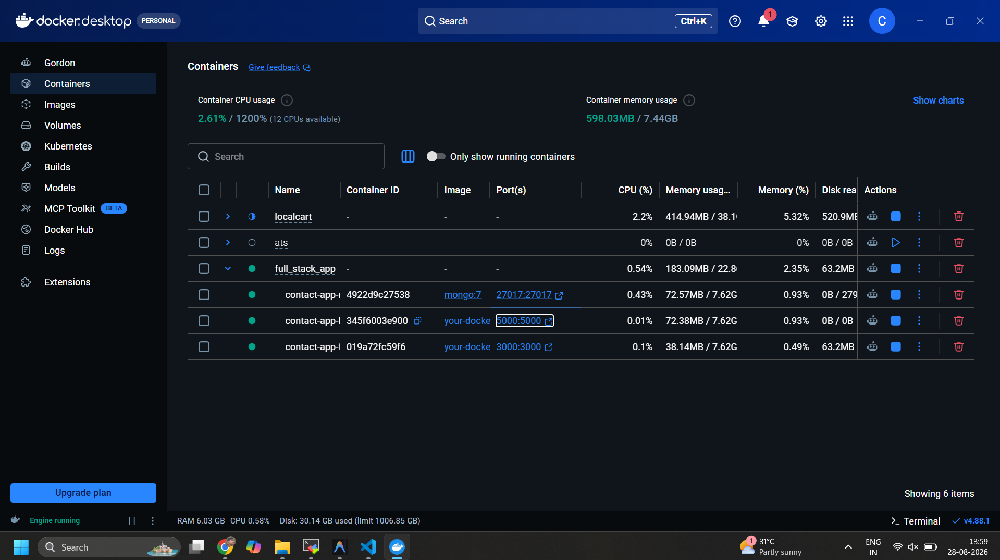 docker.desktop PERSONAL
Search Ctrl+K
1
C
Gordon
Containers
Images
Volumes
Kubernetes
Builds
Models
MCP Toolkit BETA
Docker Hub
Logs
Extensions
Upgrade plan
Containers Give feedback
Container CPU usage
2.61% / 1200% (12 CPUs available)
Container memory usage
598.03MB / 7.44GB
Show charts
Search
Only show running containers
Name Container ID Image Port(s) CPU (%) Memory usag... Memory (%) Disk rea Actions
localcart - - - 2.2% 414.94MB / 38.1 5.32% 520.9ME
ats - - - 0% 0B / 0B 0% 0B / 0B
full_stack_app - - - 0.54% 183.09MB / 22.8 2.35% 63.2MB
contact-app- 4922d9c27538 mongo:7 27017:27017 0.43% 72.57MB / 7.62G 0.93% 0B / 279
contact-app- 345f6003e900 your-docke 5000:5000 0.01% 72.38MB / 7.62G 0.93% 0B / 0B
contact-app- 019a72fc59f6 your-docke 3000:3000 0.1% 38.14MB / 7.62G 0.49% 63.2MB
Showing 6 items
Engine running
RAM 6.03 GB CPU 0.58% Disk: 30.14 GB used (limit 1006.85 GB)
Terminal v4.88.1
Search
1
31°C
Partly sunny
ENG
IN
13:59
28-08-2026